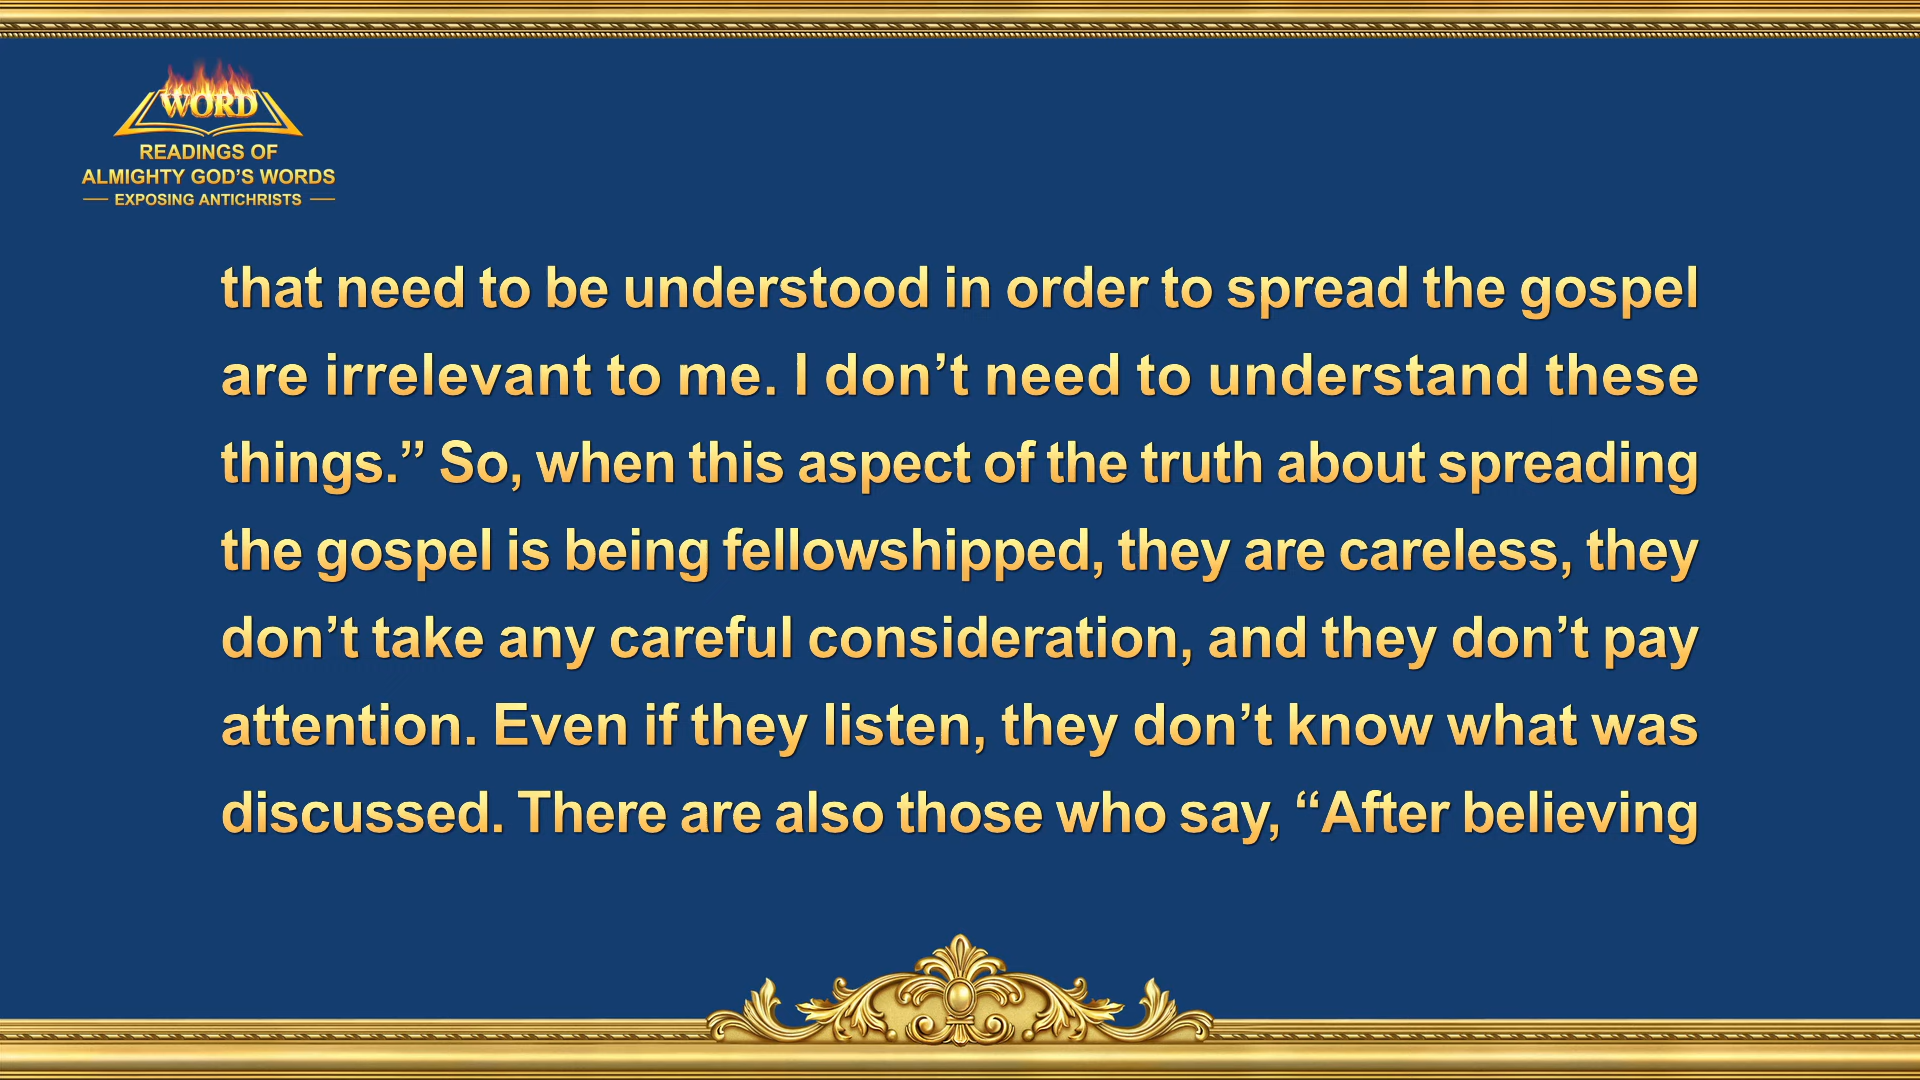 WORD
READINGS OF
ALMIGHTY GOD’S WORDS
EXPOSING ANTICHRISTS
that need to be understood in order to spread the gospel
are irrelevant to me. I don’t need to understand these
things.” So, when this aspect of the truth about spreading
the gospel is being fellowshipped, they are careless, they
don’t take any careful consideration, and they don’t pay
attention. Even if they listen, they don’t know what was
discussed. There are also those who say, “After believing